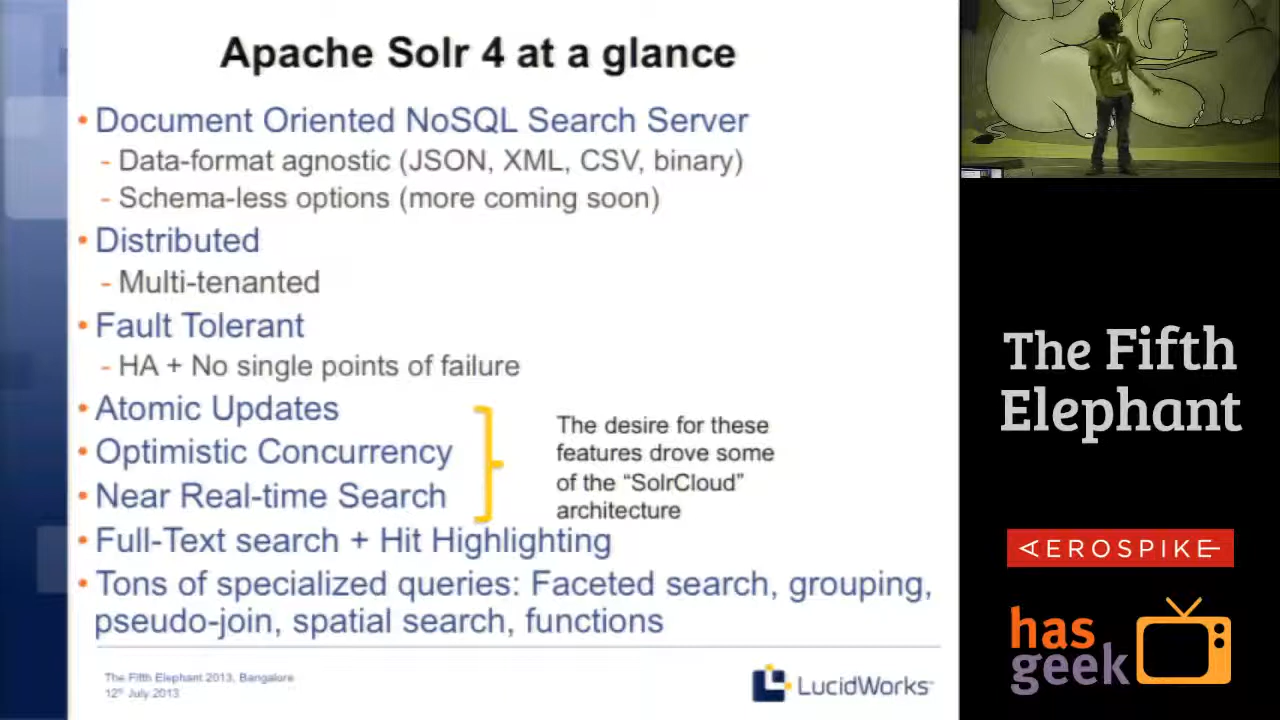 Apache Solr 4 at a glance
• Document Oriented NoSQL Search Server
- Data-format agnostic (JSON, XML, CSV, binary)
- Schema-less options (more coming soon)
• Distributed
- Multi-tenanted
• Fault Tolerant
- HA + No single points of failure
• Atomic Updates
• Optimistic Concurrency
• Near Real-time Search
The desire for these
features drove some
of the “SolrCloud”
architecture
• Full-Text search + Hit Highlighting
• Tons of specialized queries: Faceted search, grouping,
pseudo-join, spatial search, functions
The Fifth Elephant 2013, Bangalore
12th July 2013
LucidWorks
The Fifth
Elephant
AEROSPIKE
has
geek